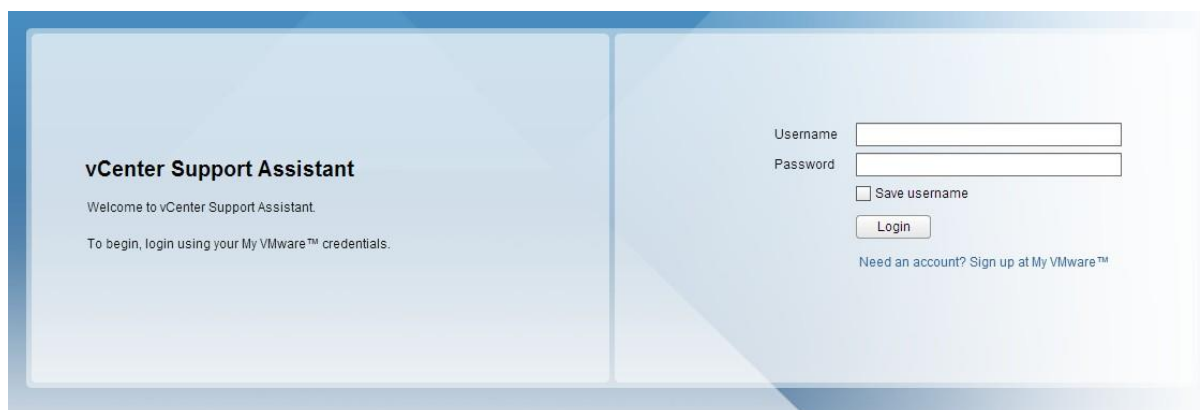 vCenter Support Assistant
Welcome to vCenter Support Assistant.
To begin, login using your My VMware™ credentials.
Username
Password
Save username
Login
Need an account? Sign up at My VMware™